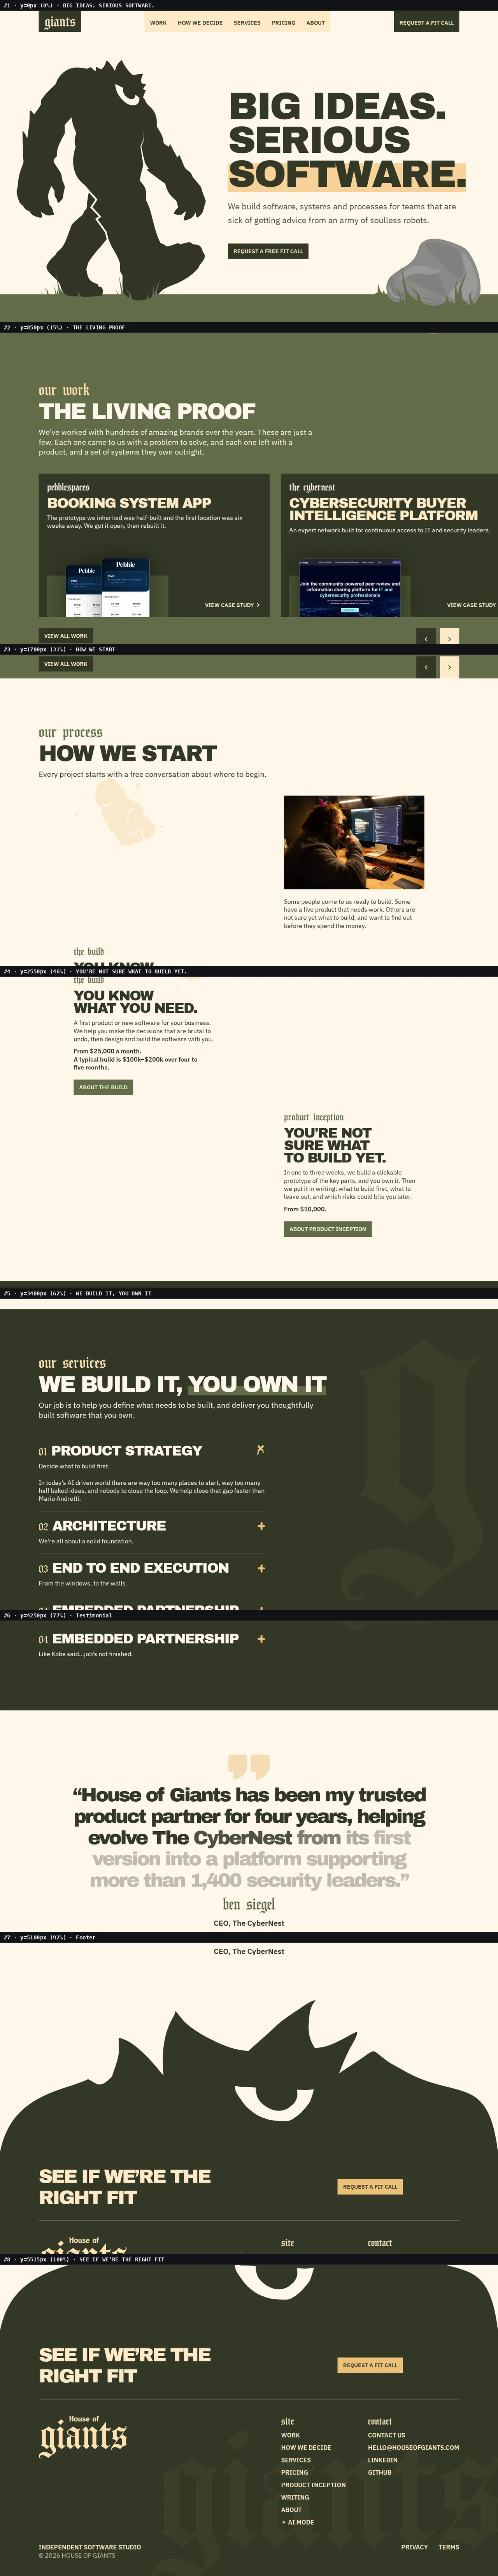 #1 · y=0px (0%) · BIG IDEAS. SERIOUS SOFTWARE.
giants
WORK HOW WE DECIDE SERVICES PRICING ABOUT
REQUEST A FIT CALL
BIG IDEAS.
SERIOUS
SOFTWARE.
We build software, systems and processes for teams that are
sick of getting advice from an army of soulless robots.
REQUEST A FREE FIT CALL
#2 · y=850px (15%) · THE LIVING PROOF
our work
THE LIVING PROOF
We've worked with hundreds of amazing brands over the years. These are just a
few. Each one came to us with a problem to solve, and each one left with a
product, and a set of systems they own outright.
pebblespaces
BOOKING SYSTEM APP
The prototype we inherited was half-built and the first location was six
weeks away. We got it open, then rebuilt it.
Pebble
Pebble
VIEW CASE STUDY
the cybernest
CYBERSECURITY BUYER
INTELLIGENCE PLATFORM
An expert network built for continuous access to IT and security leaders.
Join the community-powered peer review and
information sharing platform for IT and
cybersecurity professionals
VIEW CASE STUDY
VIEW ALL WORK
#3 · y=1700px (31%) · HOW WE START
VIEW ALL WORK
our process
HOW WE START
Every project starts with a free conversation about where to begin.
Some people come to us ready to build. Some
have a live product that needs work. Others are
not sure yet what to build, and want to find out
before they spend the money.
the build
YOU KNOW
#4 · y=2550px (46%) · YOU'RE NOT SURE WHAT TO BUILD YET.
the build
YOU KNOW
WHAT YOU NEED.
A first product or new software for your business.
We help you make the decisions that are brutal to
undo, then design and build the software with you.
From $25,000 a month.
A typical build is $100k–$200k over four to
five months.
ABOUT THE BUILD
product inception
YOU'RE NOT
SURE WHAT
TO BUILD YET.
In one to three weeks, we build a clickable
prototype of the key parts, and you own it. Then
we put it in writing: what to build first, what to
leave out, and which risks could bite you later.
From $10,000.
ABOUT PRODUCT INCEPTION
#5 · y=3400px (62%) · WE BUILD IT, YOU OWN IT
our services
WE BUILD IT, YOU OWN IT
Our job is to help you define what needs to be built, and deliver you thoughtfully
built software that you own.
01 PRODUCT STRATEGY
Decide what to build first.
In today's AI driven world there are way too many places to start, way too many
half baked ideas, and nobody to close the loop. We help close that gap faster than
Mario Andretti.
02 ARCHITECTURE
We're all about a solid foundation.
03 END TO END EXECUTION
From the windows, to the walls.
04 EMBEDDED PARTNERSHIP
#6 · y=4250px (77%) · Testimonial
04 EMBEDDED PARTNERSHIP
Like Kobe said...job's not finished.
“House of Giants has been my trusted
product partner for four years, helping
evolve The CyberNest from its first
version into a platform supporting
more than 1,400 security leaders.”
ben siegel
CEO, The CyberNest
#7 · y=5100px (92%) · Footer
CEO, The CyberNest
SEE IF WE’RE THE
RIGHT FIT
REQUEST A FIT CALL
House of
giants
site
contact
#8 · y=5515px (100%) · SEE IF WE’RE THE RIGHT FIT
SEE IF WE’RE THE
RIGHT FIT
REQUEST A FIT CALL
House of
giants
site
WORK
HOW WE DECIDE
SERVICES
PRICING
PRODUCT INCEPTION
WRITING
ABOUT
+ AI MODE
contact
CONTACT US
HELLO@HOUSEOFGIANTS.COM
LINKEDIN
GITHUB
giants
INDEPENDENT SOFTWARE STUDIO
© 2026 HOUSE OF GIANTS
PRIVACY TERMS